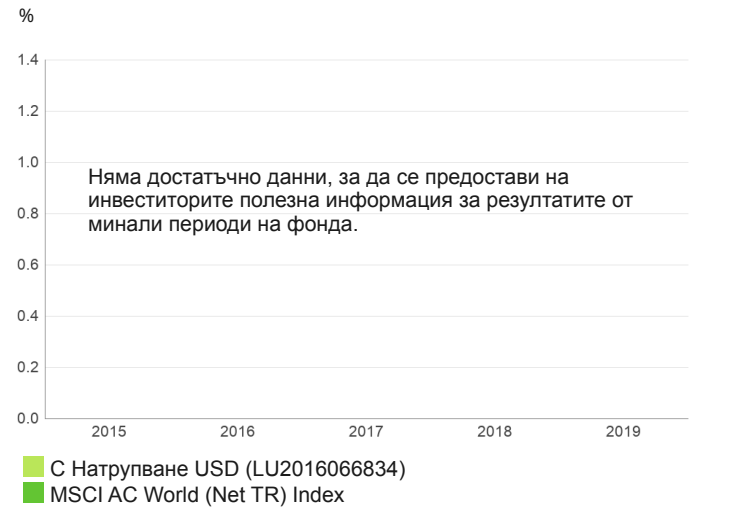 %
1.4
1.2
1.0
Няма достатъчно данни, за да се предостави на
инвеститорите полезна информация за резултатите от
0.8
минали периоди на фонда.
0.6
0.4
0.2
0.0
2015 2016 2017 2018 2019
C Натрупване USD (LU2016066834)
MSCI AC World (Net TR) Index